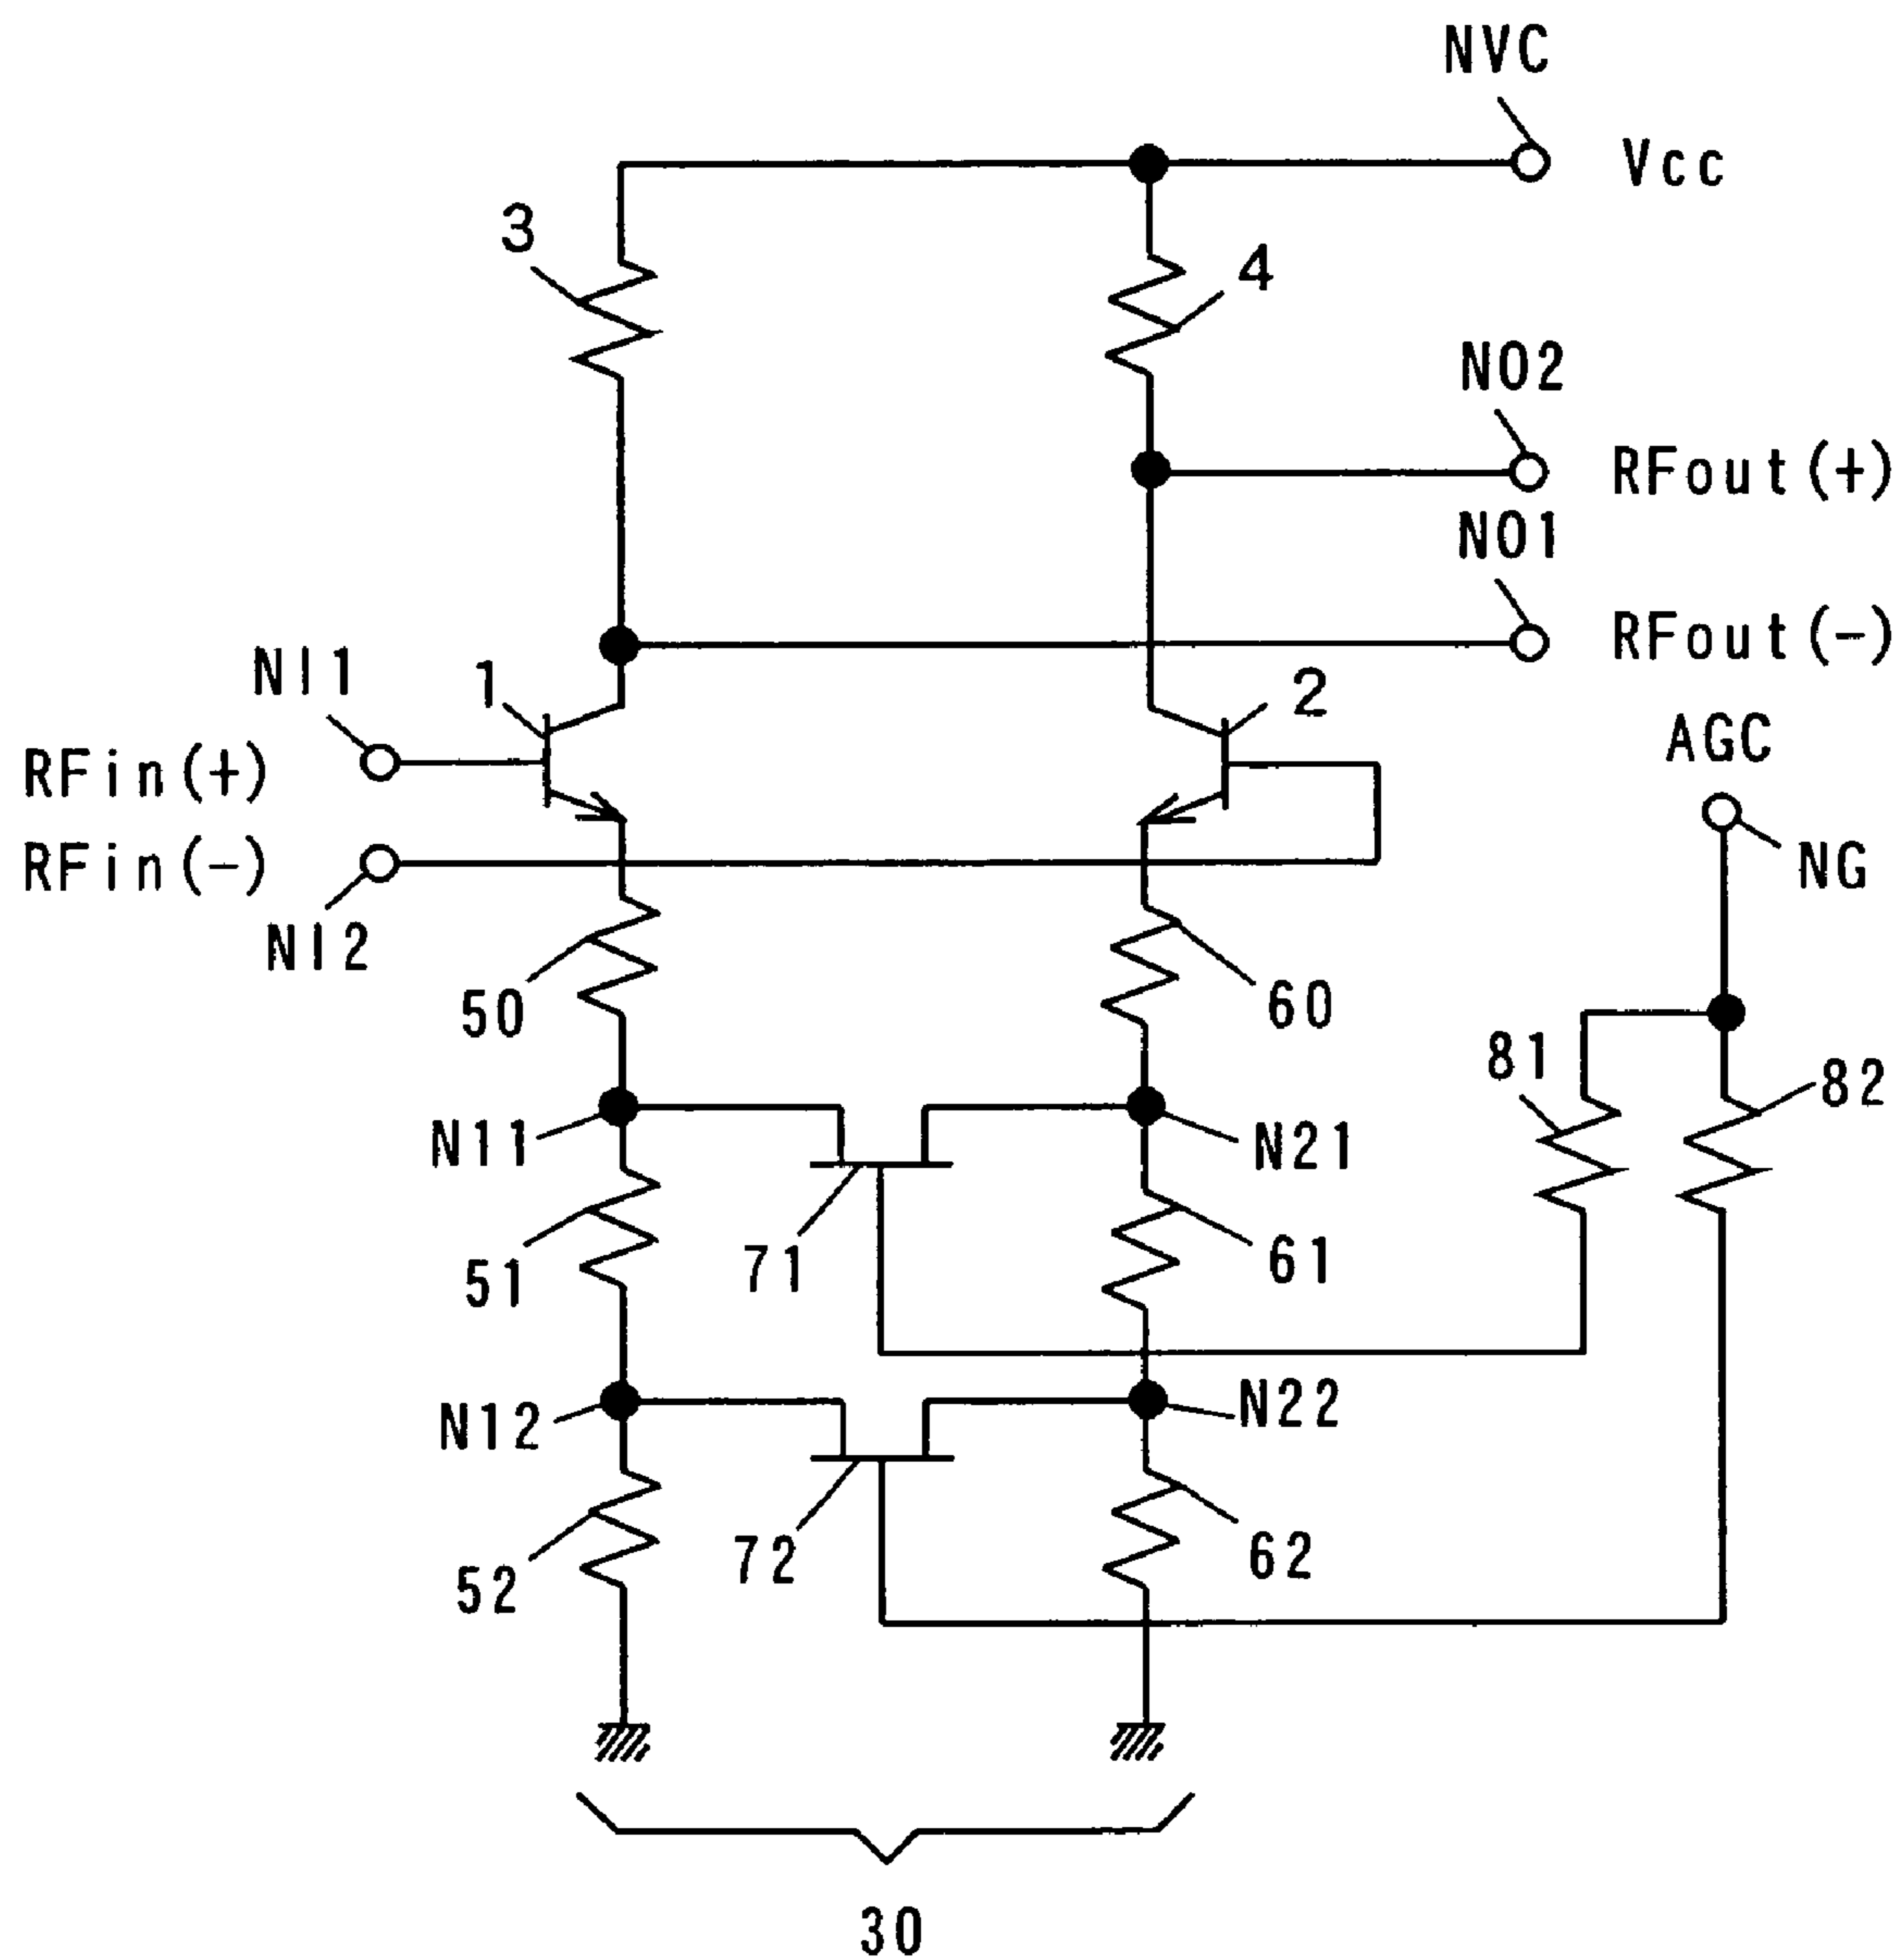 NVC
Vcc
3
4
NO2
RFout(+)
NO1
RFout(-)
NI1
1
2
AGC
RFin(+)
RFin(-)
NG
NI2
50
60
81
82
N11
N21
51
71
61
N12
N22
52
72
62
30